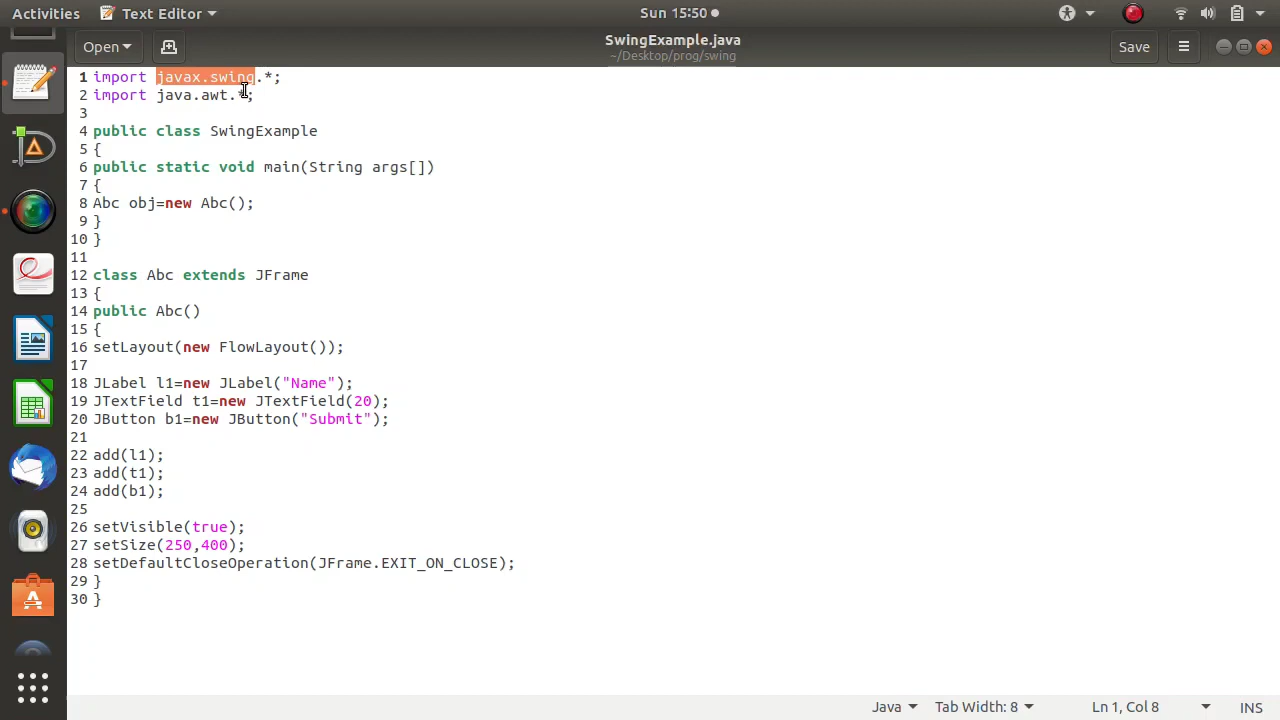 Activities Text Editor Sun 15:50
Open SwingExample.java Save
~/Desktop/prog/swing
1 import javax.swing.*;
2 import java.awt.*;
3
4 public class SwingExample
5 {
6 public static void main(String args[])
7 {
8 Abc obj=new Abc();
9 }
10 }
11
12 class Abc extends JFrame
13 {
14 public Abc()
15 {
16 setLayout(new FlowLayout());
17
18 JLabel l1=new JLabel("Name");
19 JTextField t1=new JTextField(20);
20 JButton b1=new JButton("Submit");
21
22 add(l1);
23 add(t1);
24 add(b1);
25
26 setVisible(true);
27 setSize(250,400);
28 setDefaultCloseOperation(JFrame.EXIT_ON_CLOSE);
29 }
30 }
Java Tab Width: 8 Ln 1, Col 8 INS